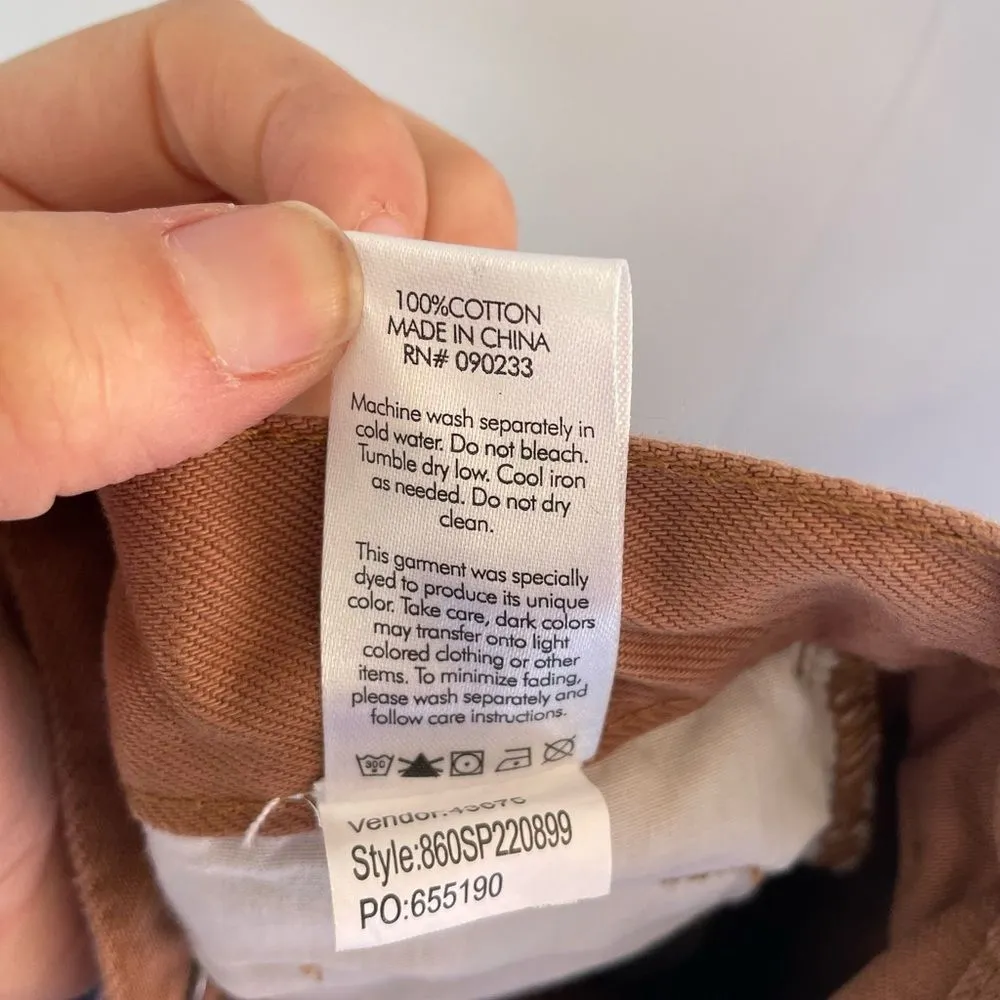 100%COTTON
MADE IN CHINA
RN# 090233
Machine wash separately in
cold water. Do not bleach.
Tumble dry low. Cool iron
as needed. Do not dry
clean.
This garment was specially
dyed to produce its unique
color. Take care, dark colors
may transfer onto light
colored clothing or other
items. To minimize fading,
please wash separately and
follow care instructions.
30C
Vendor:
Style:860SP220899
PO:655190